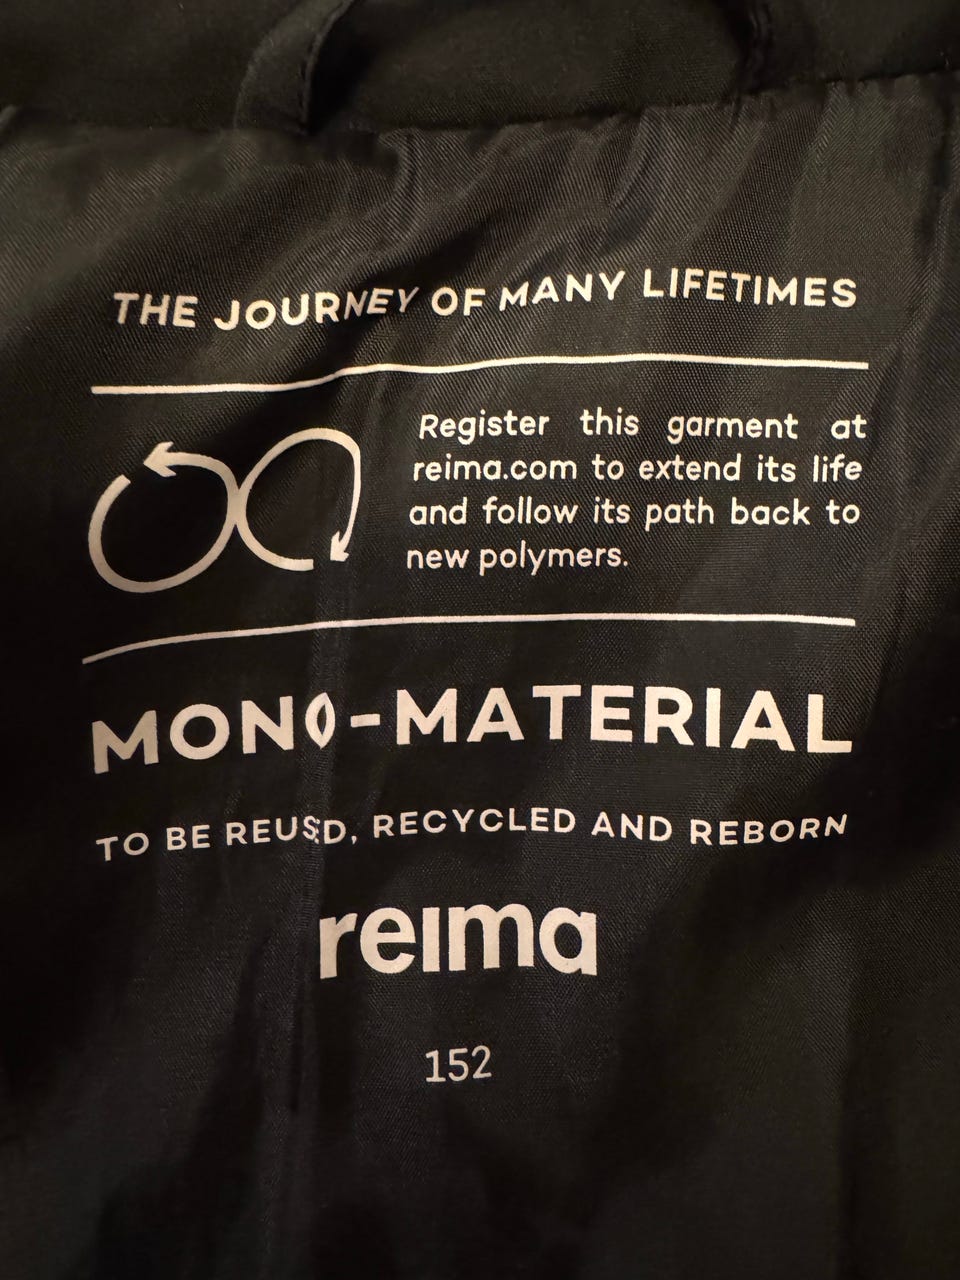 THE JOURNEY OF MANY LIFETIMES
Register this garment at
reima.com to extend its life
and follow its path back to
new polymers.
MONO-MATERIAL
TO BE REUSED, RECYCLED AND REBORN
reima
152